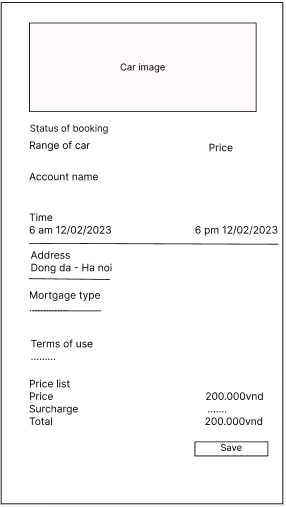 Car image
Status of booking
Range of car
Price
Account name
Time
6 am 12/02/2023 6 pm 12/02/2023
Address
Dong da - Ha noi
Mortgage type
................
Terms of use
.........
Price list
Price 200.000vnd
Surcharge .......
Total 200.000vnd
Save